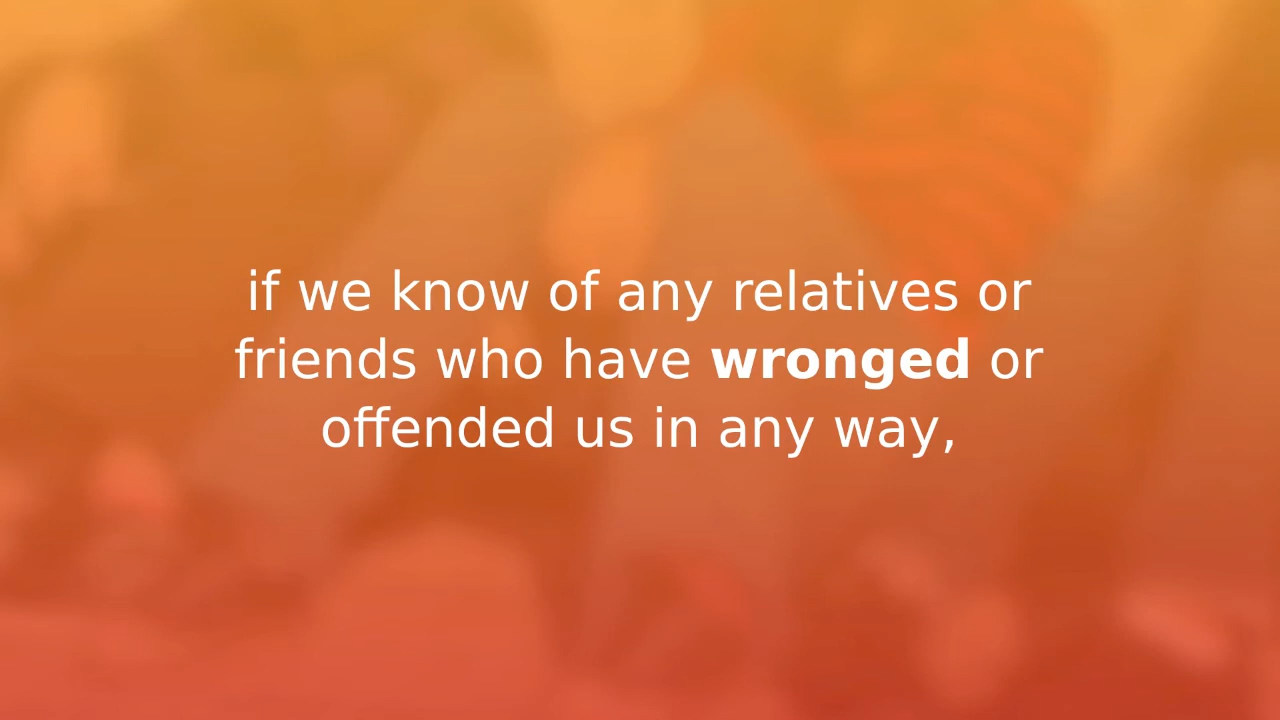 if we know of any relatives or
friends who have wronged or
offended us in any way,